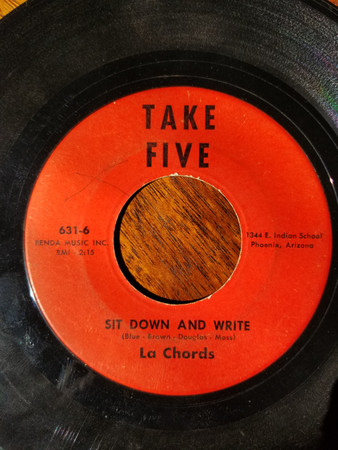 TAKE
FIVE
631-6
RENDA MUSIC INC.
BMI - 2:15
1344 E. Indian School
Phoenix, Arizona
SIT DOWN AND WRITE
(Blue - Brown - Douglas - Moss)
La Chords